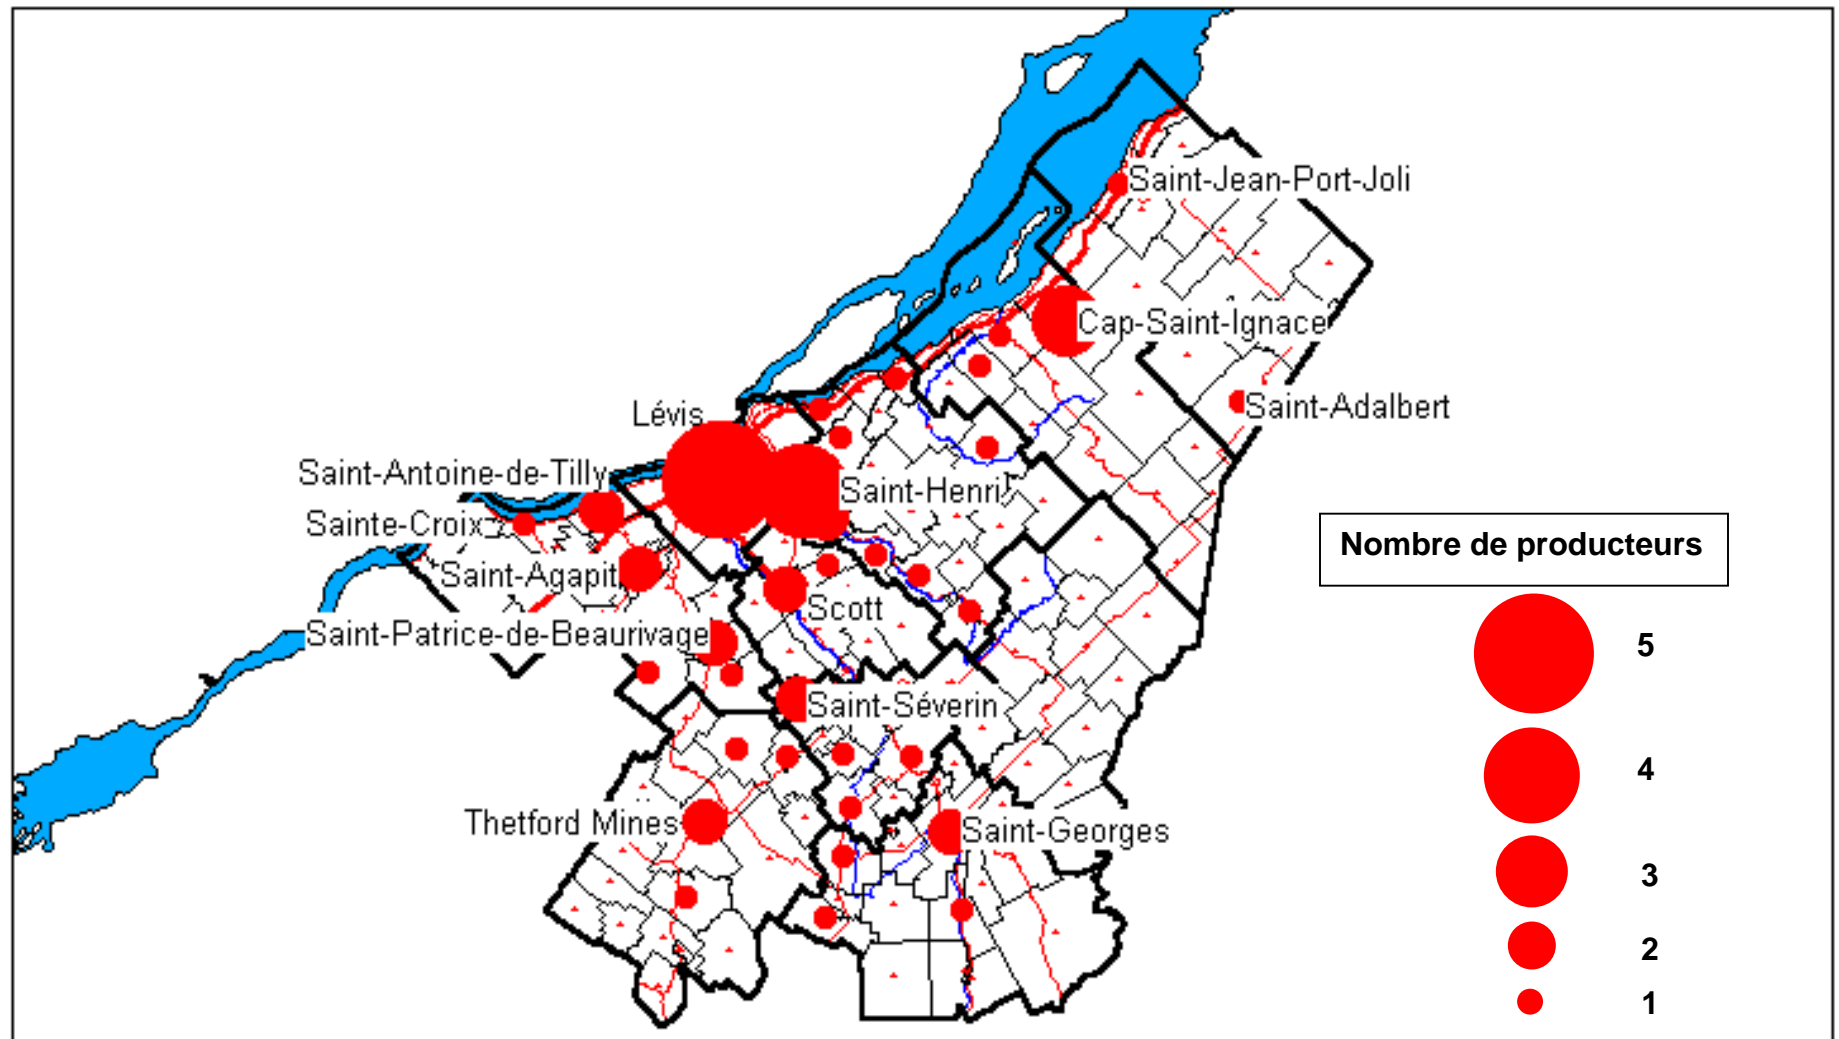 Saint-Jean-Port-Joli
Cap-Saint-Ignace
Saint-Adalbert
Lévis
Saint-Antoine-de-Tilly
Saint-Henri
Sainte-Croix
Saint-Agapit
Scott
Saint-Patrice-de-Beaurivage
Saint-Séverin
Thetford Mines
Saint-Georges
Nombre de producteurs
5
4
3
2
1